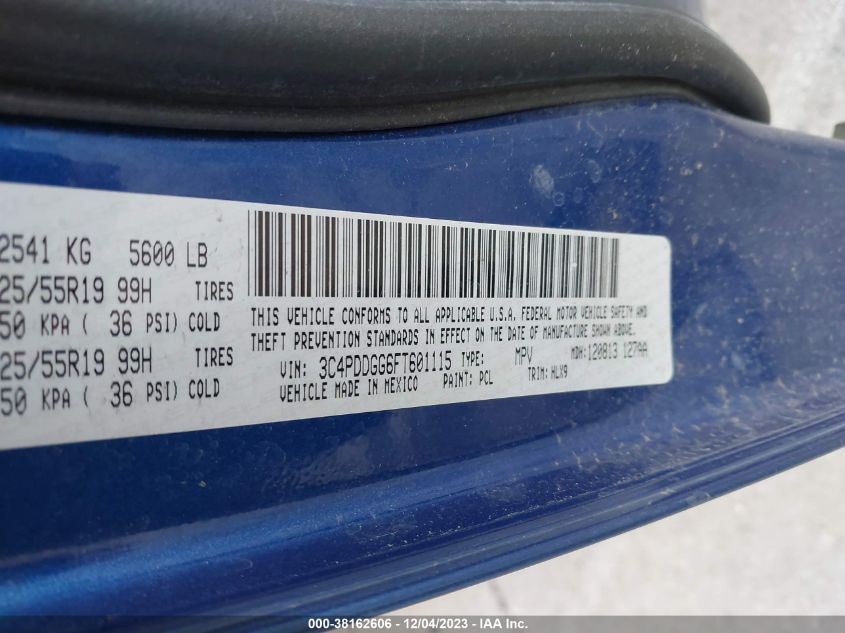 2541 KG 5600 LB
25/55R19 99H TIRES
50 KPA ( 36 PSI) COLD
25/55R19 99H TIRES
50 KPA ( 36 PSI) COLD
THIS VEHICLE CONFORMS TO ALL APPLICABLE U.S.A. FEDERAL MOTOR VEHICLE SAFETY AND
THEFT PREVENTION STANDARDS IN EFFECT ON THE DATE OF MANUFACTURE SHOWN ABOVE.
VIN: 3C4PDDGG6FT601115 TYPE: MPV MDH: 120813 127AA
VEHICLE MADE IN MEXICO PAINT: PCL TRIM: HLX9
000-38162606 - 12/04/2023 - IAA Inc.